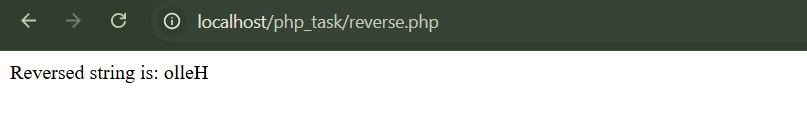 localhost/php_task/reverse.php
Reversed string is: olleH